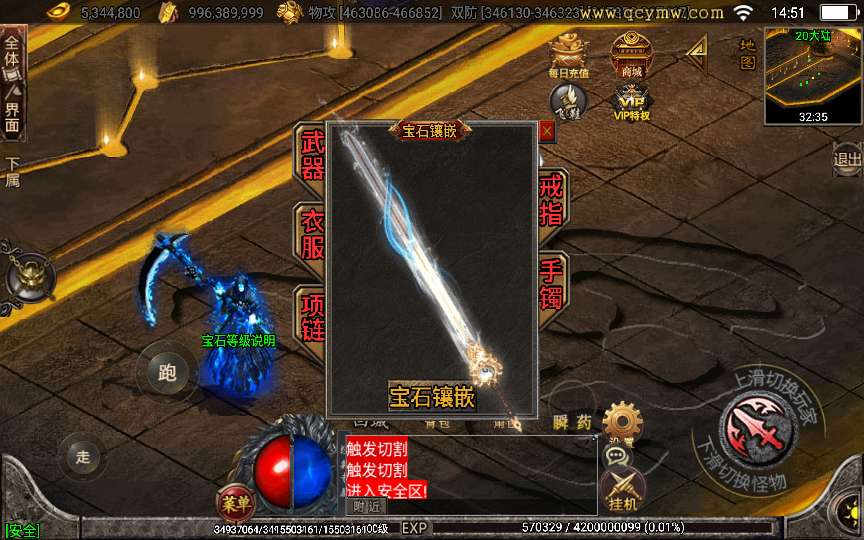 5,344,800
996,389,999
物攻 [463086-466852] 双防
www.qcymw.com
14:51
全体
界面
下属
每日充值
商城
飞鞋
VIP
VIP特权
地图
20大陆
32:35
退出
宝石镶嵌
武器
衣服
项链
戒指
手镯
宝石等级说明
宝石镶嵌
跑
走
瞬 药
上滑切换玩家
下滑切换怪物
触发切割
触发切割
进入安全区!
附近
菜单
挂机
[安全]
EXP
570329 / 4200000099 (0.01%)